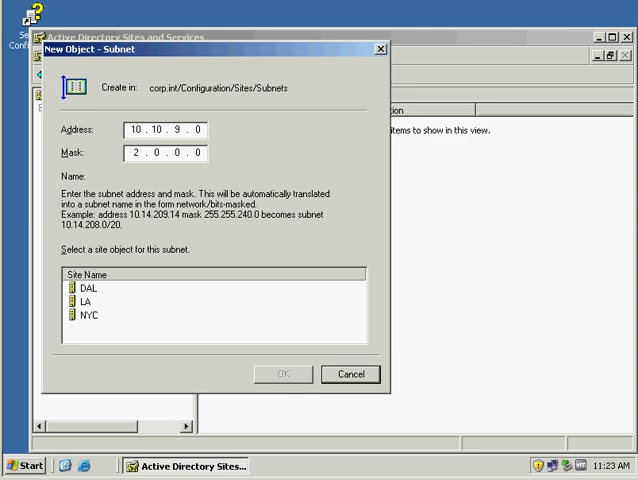 Se
Conf
Active Directory Sites and Services
New Object - Subnet
Create in: corp.int/Configuration/Sites/Subnets
Address: 10 . 10 . 9 . 0
Mask: 2 . 0 . 0 . 0
Name:
Enter the subnet address and mask. This will be automatically translated
into a subnet name in the form network/bits-masked.
Example: address 10.14.209.14 mask 255.255.240.0 becomes subnet
10.14.208.0/20.
Select a site object for this subnet.
Site Name
DAL
LA
NYC
OK Cancel
tion
items to show in this view.
Start Active Directory Sites... 11:23 AM